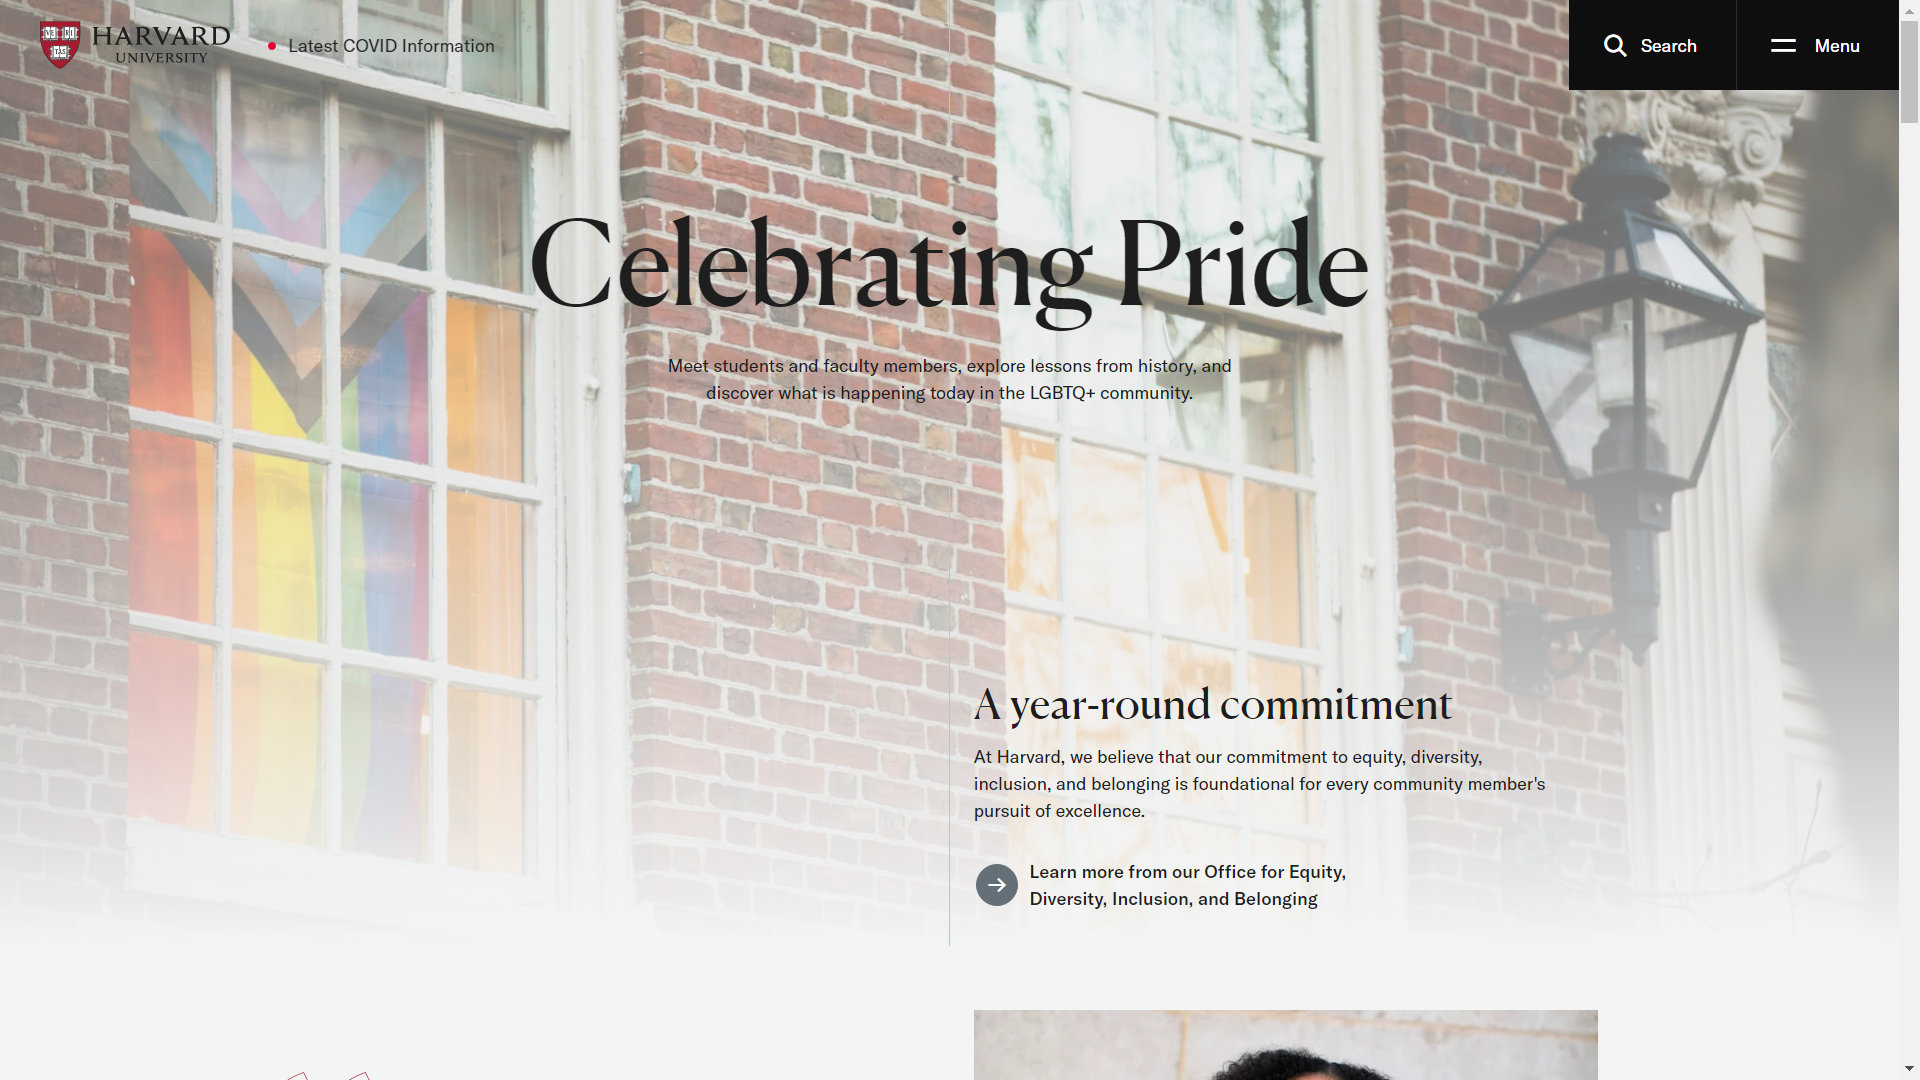 VE RI
TAS
HARVARD
UNIVERSITY
Latest COVID Information
Search
Menu
Celebrating Pride
Meet students and faculty members, explore lessons from history, and
discover what is happening today in the LGBTQ+ community.
A year-round commitment
At Harvard, we believe that our commitment to equity, diversity,
inclusion, and belonging is foundational for every community member's
pursuit of excellence.
Learn more from our Office for Equity,
Diversity, Inclusion, and Belonging